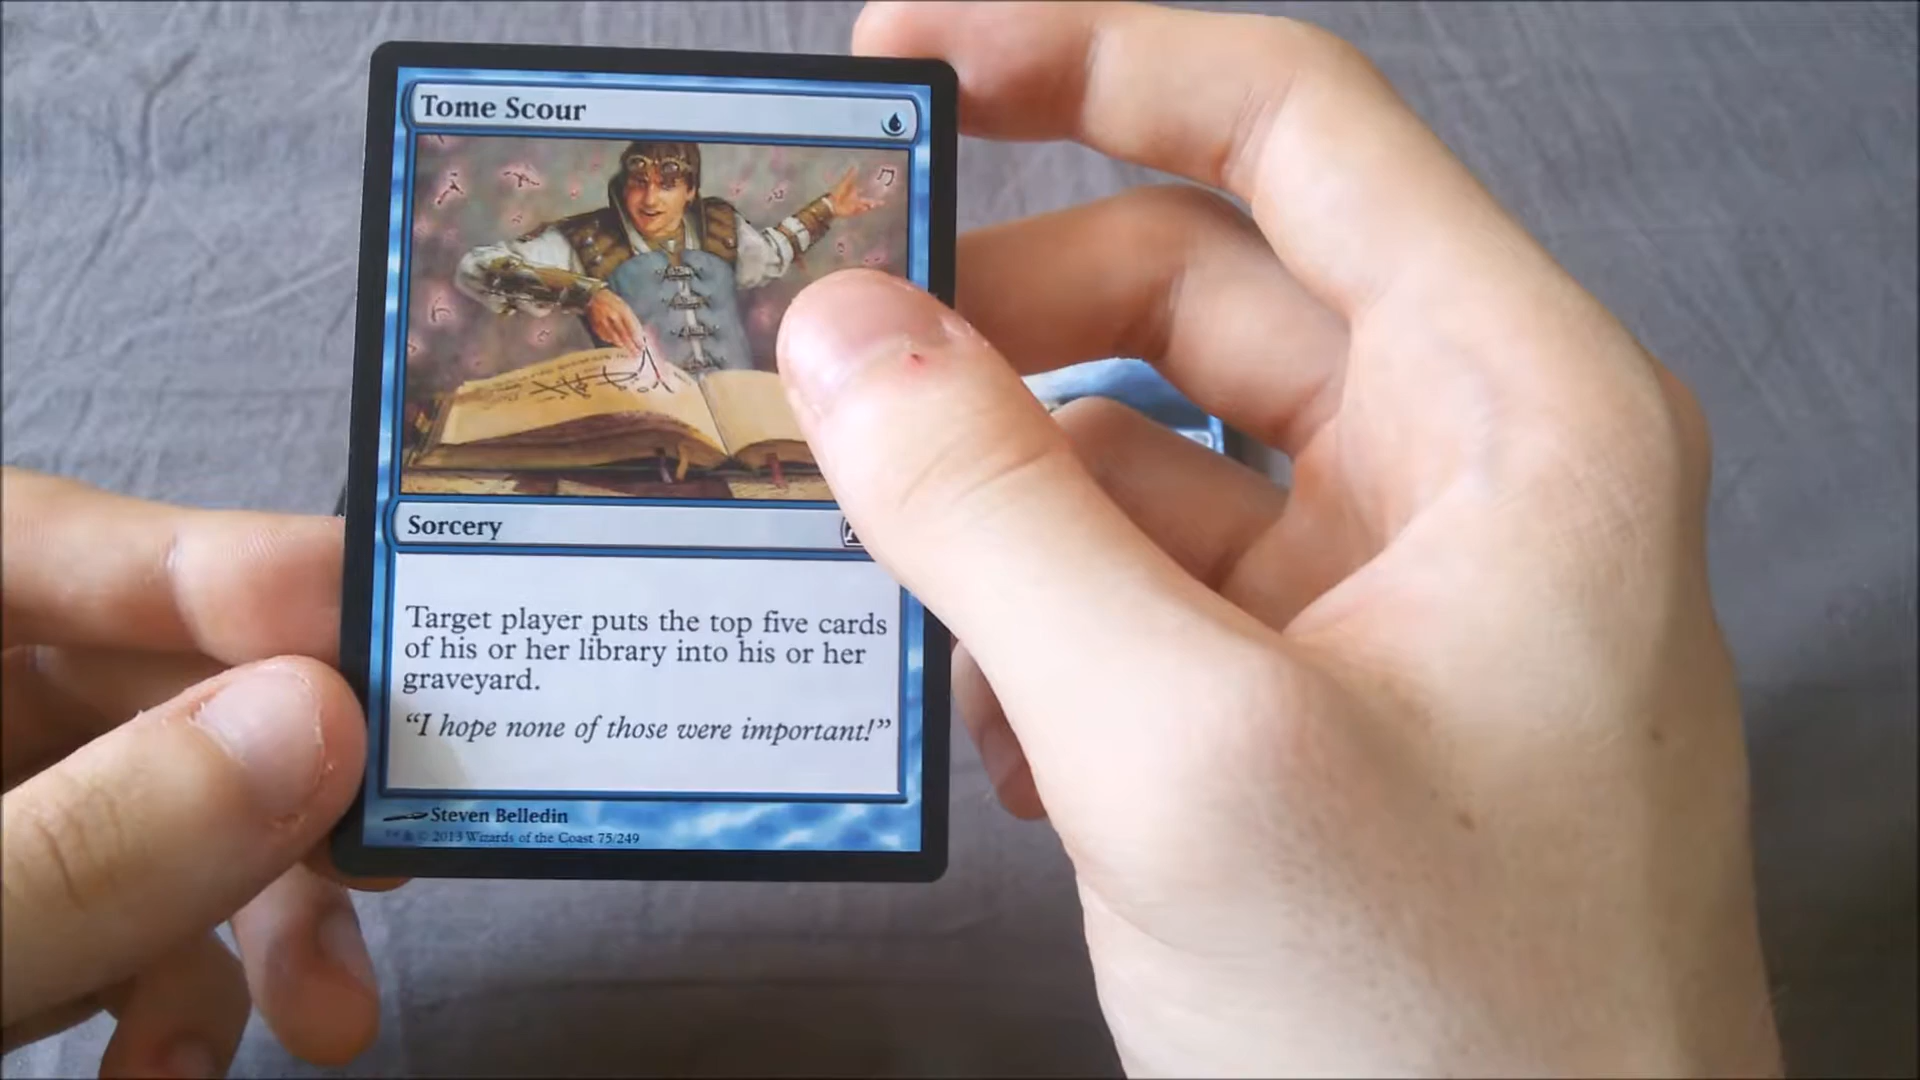 Tome Scour
Sorcery
Target player puts the top five cards
of his or her library into his or her
graveyard.
“I hope none of those were important!”
Steven Belledin
™ & © 2013 Wizards of the Coast 75/249